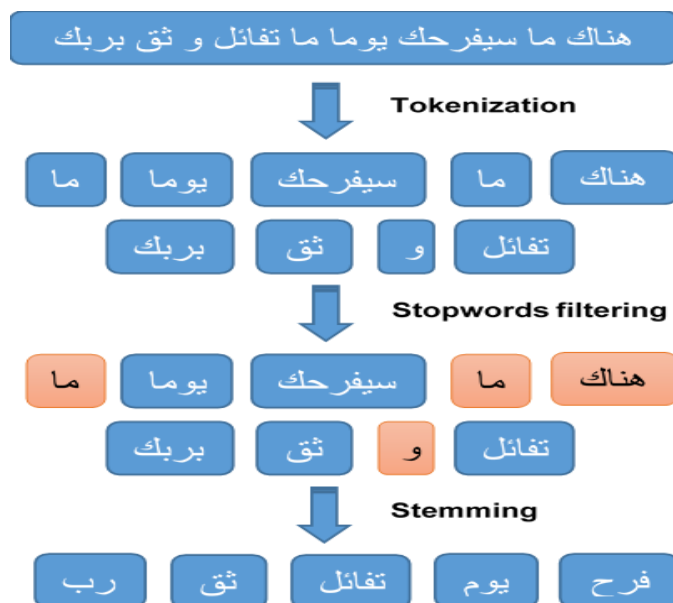 هناك ما سيفرحك يوما ما تفائل و ثق بربك
Tokenization
هناك ما سيفرحك يوما ما
تفائل و ثق بربك
Stopwords filtering
هناك ما سيفرحك يوما ما
تفائل و ثق بربك
Stemming
فرح يوم تفائل ثق رب